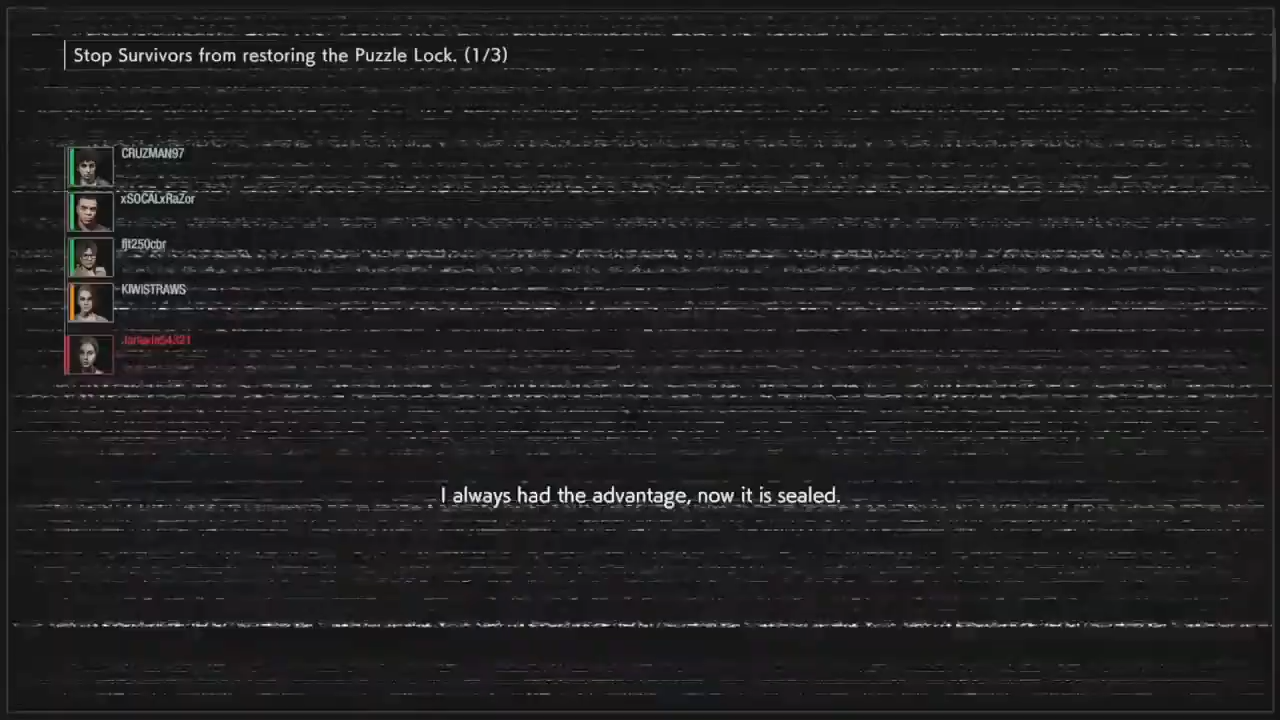 Stop Survivors from restoring the Puzzle Lock. (1/3)
CRUZMAN97
xSOCALxRaZor
fjt250cbr
KIWISTRAWS
I always had the advantage, now it is sealed.